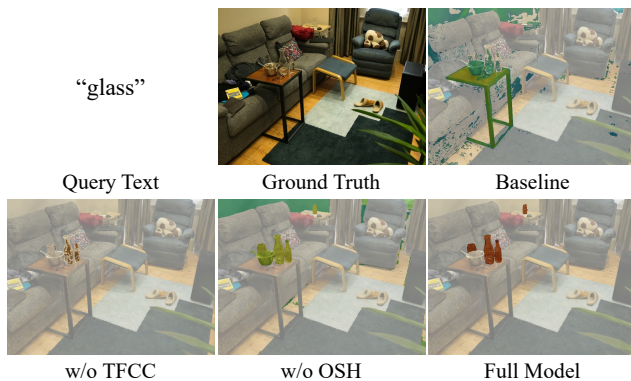 “glass”
Query Text
Ground Truth
Baseline
w/o TFCC
w/o OSH
Full Model